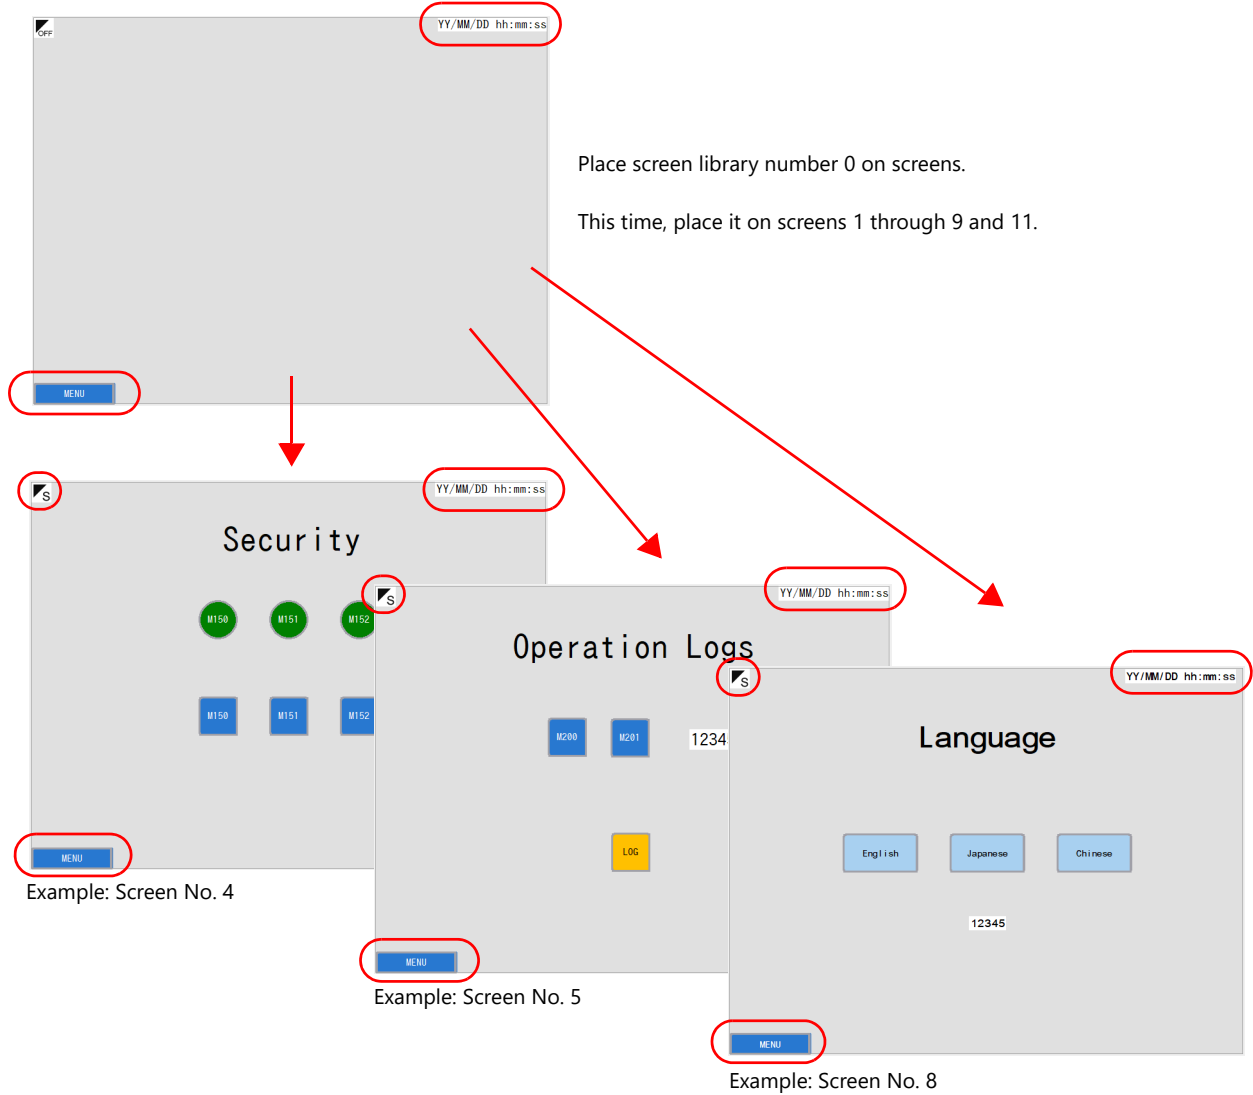 OFF
YY/MM/DD hh:mm:ss
Place screen library number 0 on screens.
This time, place it on screens 1 through 9 and 11.
MENU
S
YY/MM/DD hh:mm:ss
Security
M150
M151
M152
M150
M151
M152
MENU
Example: Screen No. 4
S
YY/MM/DD hh:mm:ss
Operation Logs
M200
M201
1234
LOG
MENU
Example: Screen No. 5
S
YY/MM/DD hh:mm:ss
Language
English
Japanese
Chinese
12345
MENU
Example: Screen No. 8